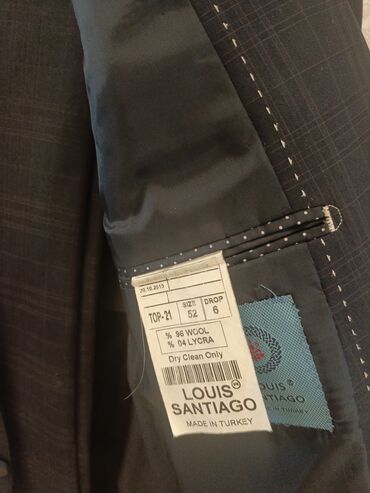 20.10.2015
TOP-21
SIZE
52
DROP
6
% 96 WOOL
% 04 LYCRA
Dry Clean Only
LOUIS
SANTIAGO
MADE IN TURKEY
LOUIS®
SANTIAGO
IN TURKEY